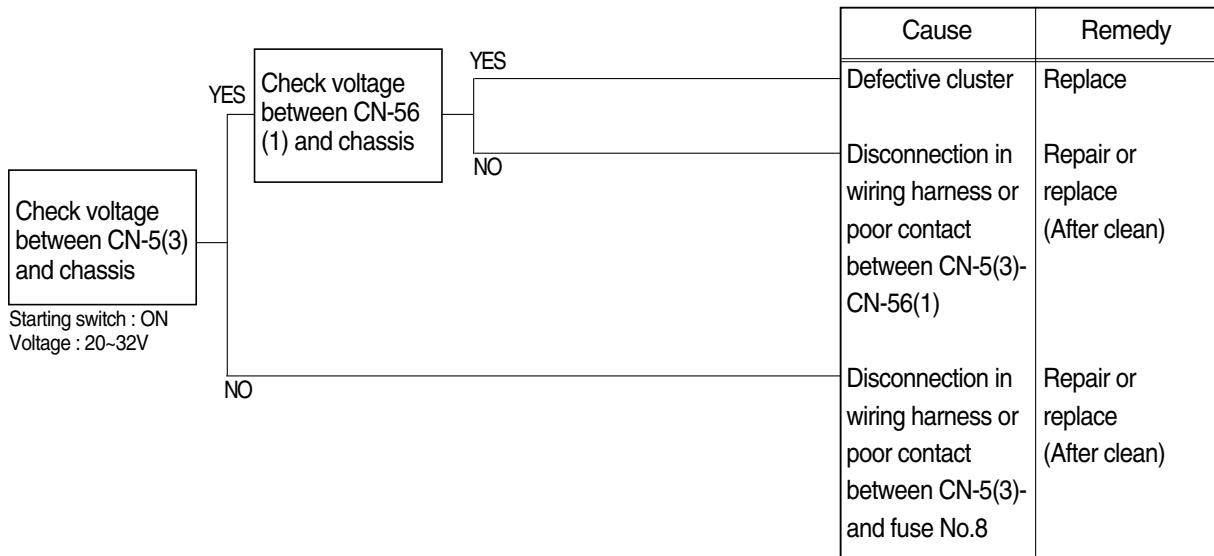 Cause
Remedy
YES
Check voltage
between CN-56
(1) and chassis
YES
Defective cluster
Replace
NO
Disconnection in
wiring harness or
poor contact
between CN-5(3)-
CN-56(1)
Repair or
replace
(After clean)
Check voltage
between CN-5(3)
and chassis
Starting switch : ON
Voltage : 20~32V
NO
Disconnection in
wiring harness or
poor contact
between CN-5(3)-
and fuse No.8
Repair or
replace
(After clean)